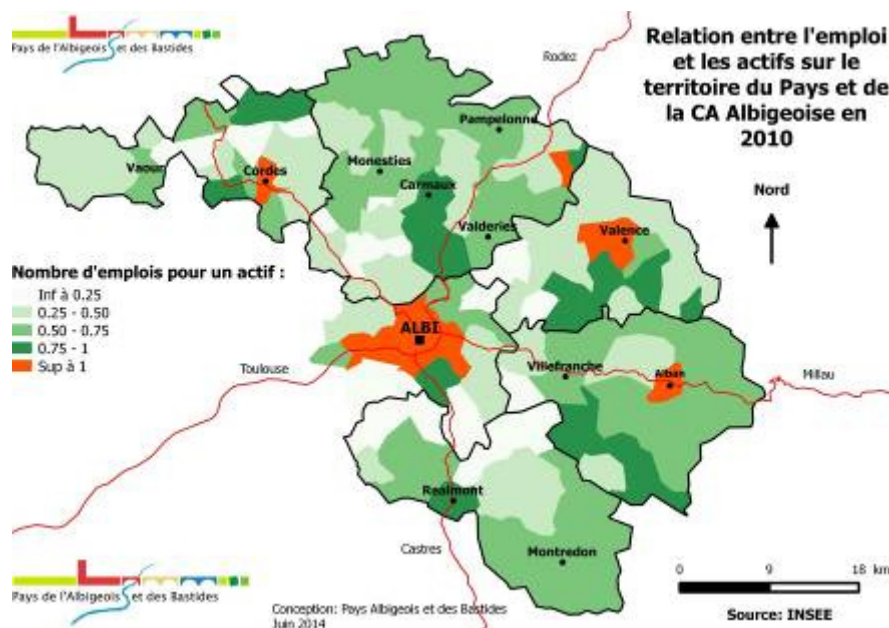 Pays de l'Albigeois et des Bastides
Relation entre l'emploi
et les actifs sur le
territoire du Pays et de
la CA Albigeoise en
2010
Rodez
Pampelonne
Vaour
Cordes
Monesties
Carmaux
Nord
Valderies
Valence
Nombre d'emplois pour un actif :
Inf à 0.25
0.25 - 0.50
0.50 - 0.75
0.75 - 1
Sup à 1
ALBI
Toulouse
Villefranche
Alban
Millau
Realmont
Castres
Montredon
Pays de l'Albigeois et des Bastides
Conception: Pays Albigeois et des Bastides
Juin 2014
0 9 18 km
Source: INSEE